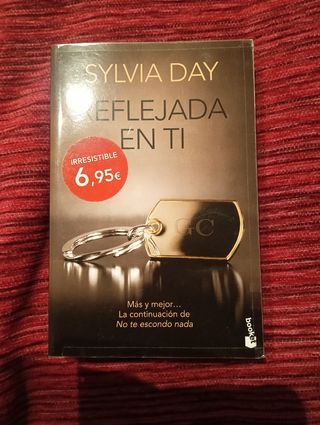 SYLVIA DAY
REFLEJADA
EN TI
IRRESISTIBLE
6,95€
GC
Más y mejor...
La continuación de
No te escondo nada
booket